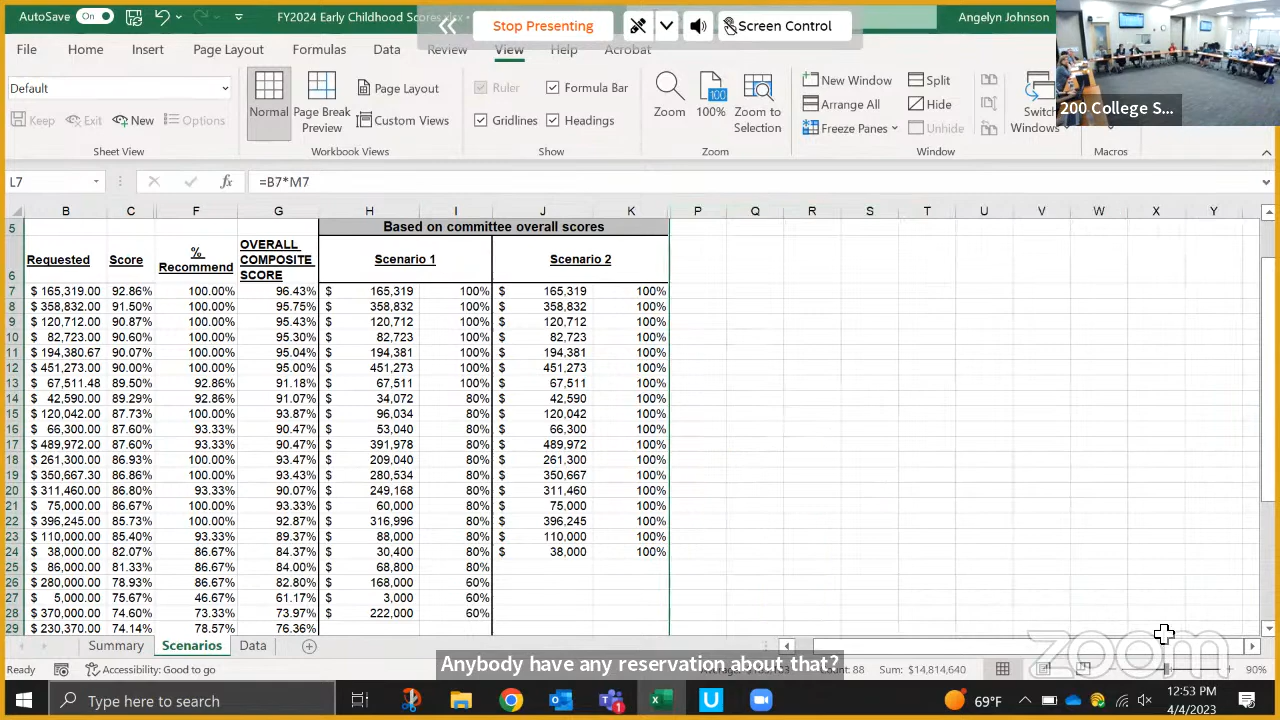 AutoSave On FY2024 Early Childhood Scores.xlsx Angelyn Johnson
Stop Presenting Screen Control
File Home Insert Page Layout Formulas Data Review View Help Acrobat
Default
Keep Exit New Options
Sheet View
Normal Page Break Preview Page Layout Custom Views
Workbook Views
Ruler Formula Bar
Gridlines Headings
Show
Zoom 100% Zoom to Selection
Zoom
New Window Arrange All Freeze Panes Split Hide Unhide
Switch Windows
Window
Macros
200 College S...
L7 fx =B7*M7
B C F G H I J K P Q R S T U V W X Y
5 Based on committee overall scores
6 Requested Score % Recommend OVERALL COMPOSITE SCORE Scenario 1 Scenario 2
7 $ 165,319.00 92.86% 100.00% 96.43% $ 165,319 100% $ 165,319 100%
8 $ 358,832.00 91.50% 100.00% 95.75% $ 358,832 100% $ 358,832 100%
9 $ 120,712.00 90.87% 100.00% 95.43% $ 120,712 100% $ 120,712 100%
10 $ 82,723.00 90.60% 100.00% 95.30% $ 82,723 100% $ 82,723 100%
11 $ 194,380.67 90.07% 100.00% 95.04% $ 194,381 100% $ 194,381 100%
12 $ 451,273.00 90.00% 100.00% 95.00% $ 451,273 100% $ 451,273 100%
13 $ 67,511.48 89.50% 92.86% 91.18% $ 67,511 100% $ 67,511 100%
14 $ 42,590.00 89.29% 92.86% 91.07% $ 34,072 80% $ 42,590 100%
15 $ 120,042.00 87.73% 100.00% 93.87% $ 96,034 80% $ 120,042 100%
16 $ 66,300.00 87.60% 93.33% 90.47% $ 53,040 80% $ 66,300 100%
17 $ 489,972.00 87.60% 93.33% 90.47% $ 391,978 80% $ 489,972 100%
18 $ 261,300.00 86.93% 100.00% 93.47% $ 209,040 80% $ 261,300 100%
19 $ 350,667.30 86.86% 100.00% 93.43% $ 280,534 80% $ 350,667 100%
20 $ 311,460.00 86.80% 93.33% 90.07% $ 249,168 80% $ 311,460 100%
21 $ 75,000.00 86.67% 100.00% 93.33% $ 60,000 80% $ 75,000 100%
22 $ 396,245.00 85.73% 100.00% 92.87% $ 316,996 80% $ 396,245 100%
23 $ 110,000.00 85.40% 93.33% 89.37% $ 88,000 80% $ 110,000 100%
24 $ 38,000.00 82.07% 86.67% 84.37% $ 30,400 80% $ 38,000 100%
25 $ 86,000.00 81.33% 86.67% 84.00% $ 68,800 80%
26 $ 280,000.00 78.93% 86.67% 82.80% $ 168,000 60%
27 $ 5,000.00 75.67% 46.67% 61.17% $ 3,000 60%
28 $ 370,000.00 74.60% 73.33% 73.97% $ 222,000 60%
29 $ 230,370.00 74.14% 78.57% 76.36%
Summary Scenarios Data
zoom
Ready Accessibility: Good to go Sum: $14,814,640 90%
Anybody have any reservation about that?
Type here to search 69°F 12:53 PM
4/4/2023